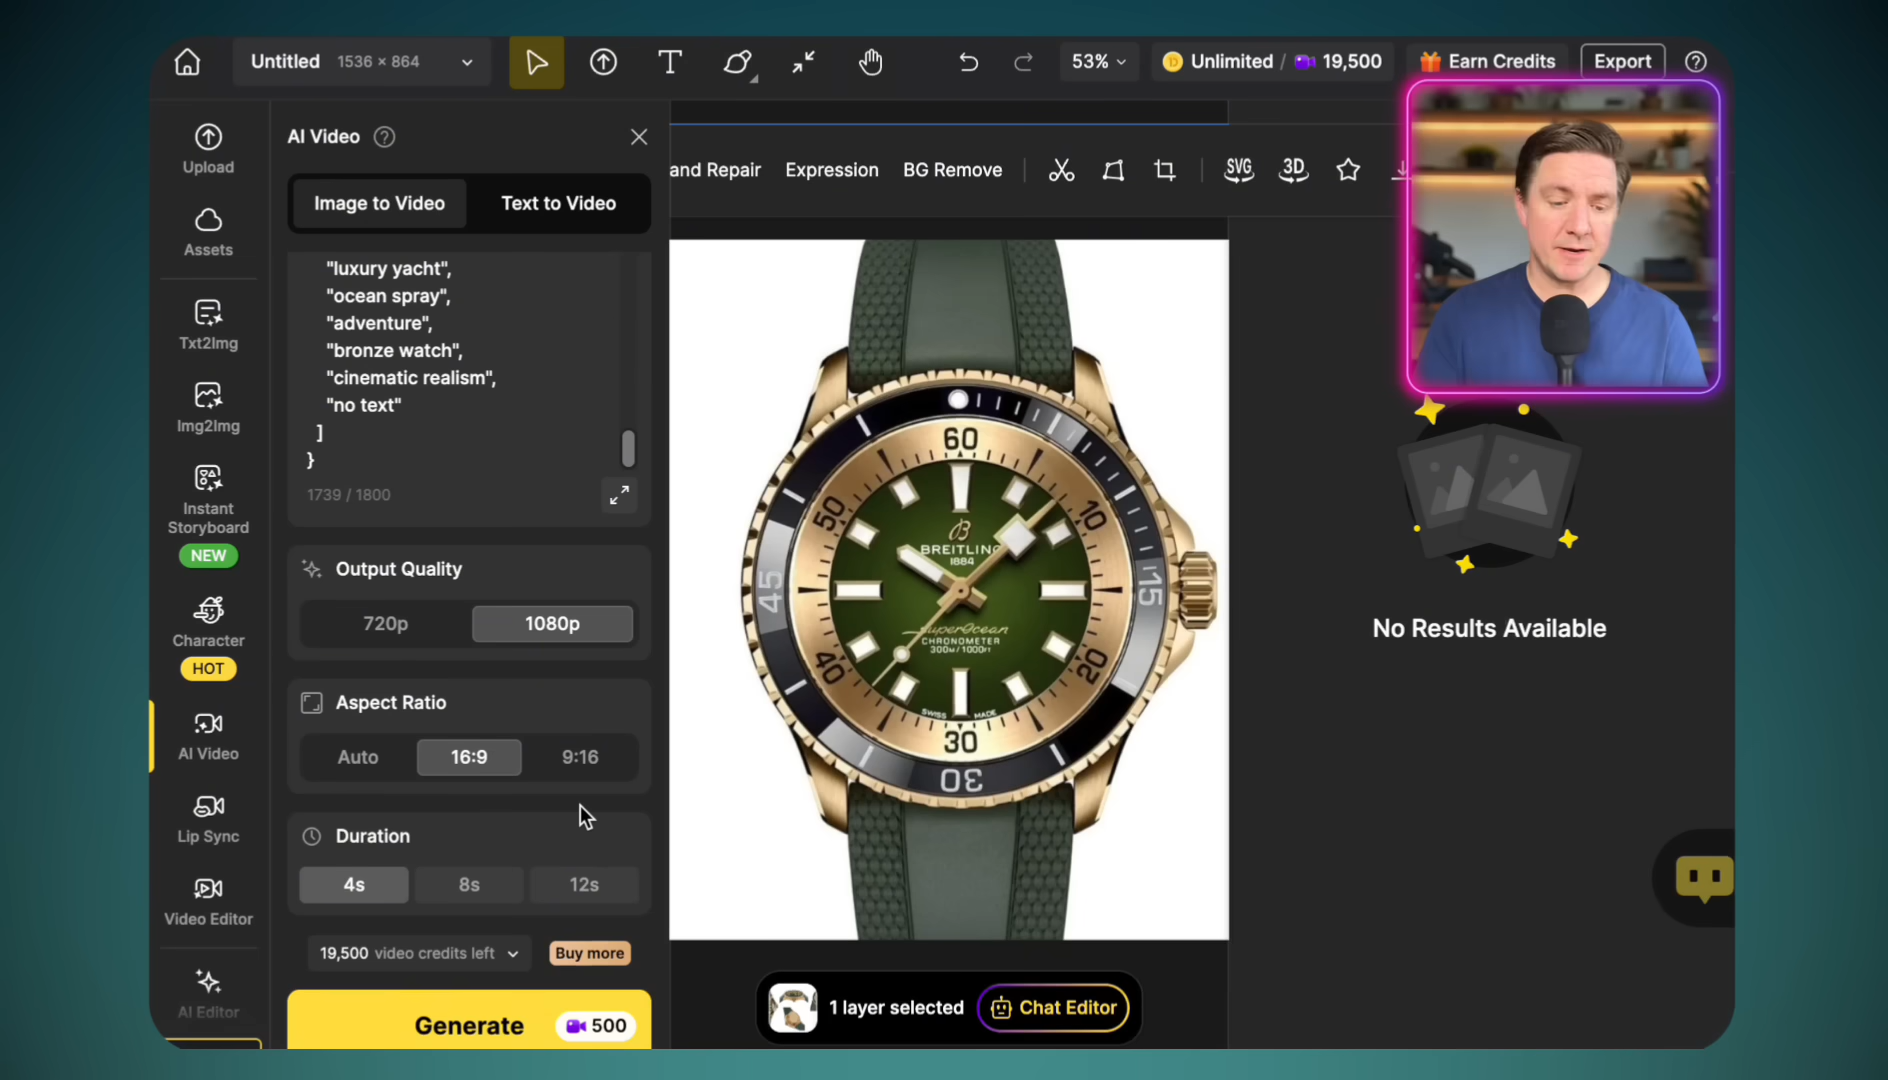 Untitled 1536 × 864
53%
Unlimited / 19,500
Earn Credits
Export
Upload
Assets
Txt2Img
Img2Img
Instant
Storyboard
NEW
Character
HOT
AI Video
Lip Sync
Video Editor
AI Editor
AI Video
Image to Video
Text to Video
"luxury yacht",
"ocean spray",
"adventure",
"bronze watch",
"cinematic realism",
"no text"
]
}
1739 / 1800
Output Quality
720p
1080p
Aspect Ratio
Auto
16:9
9:16
Duration
4s
8s
12s
19,500 video credits left
Buy more
Generate
500
and Repair
Expression
BG Remove
SVG
3D
60
10
15
20
30
30
40
45
50
B
BREITLING
1884
superOcean
CHRONOMETER
300M/1000FT
SWISS MADE
1 layer selected
Chat Editor
No Results Available